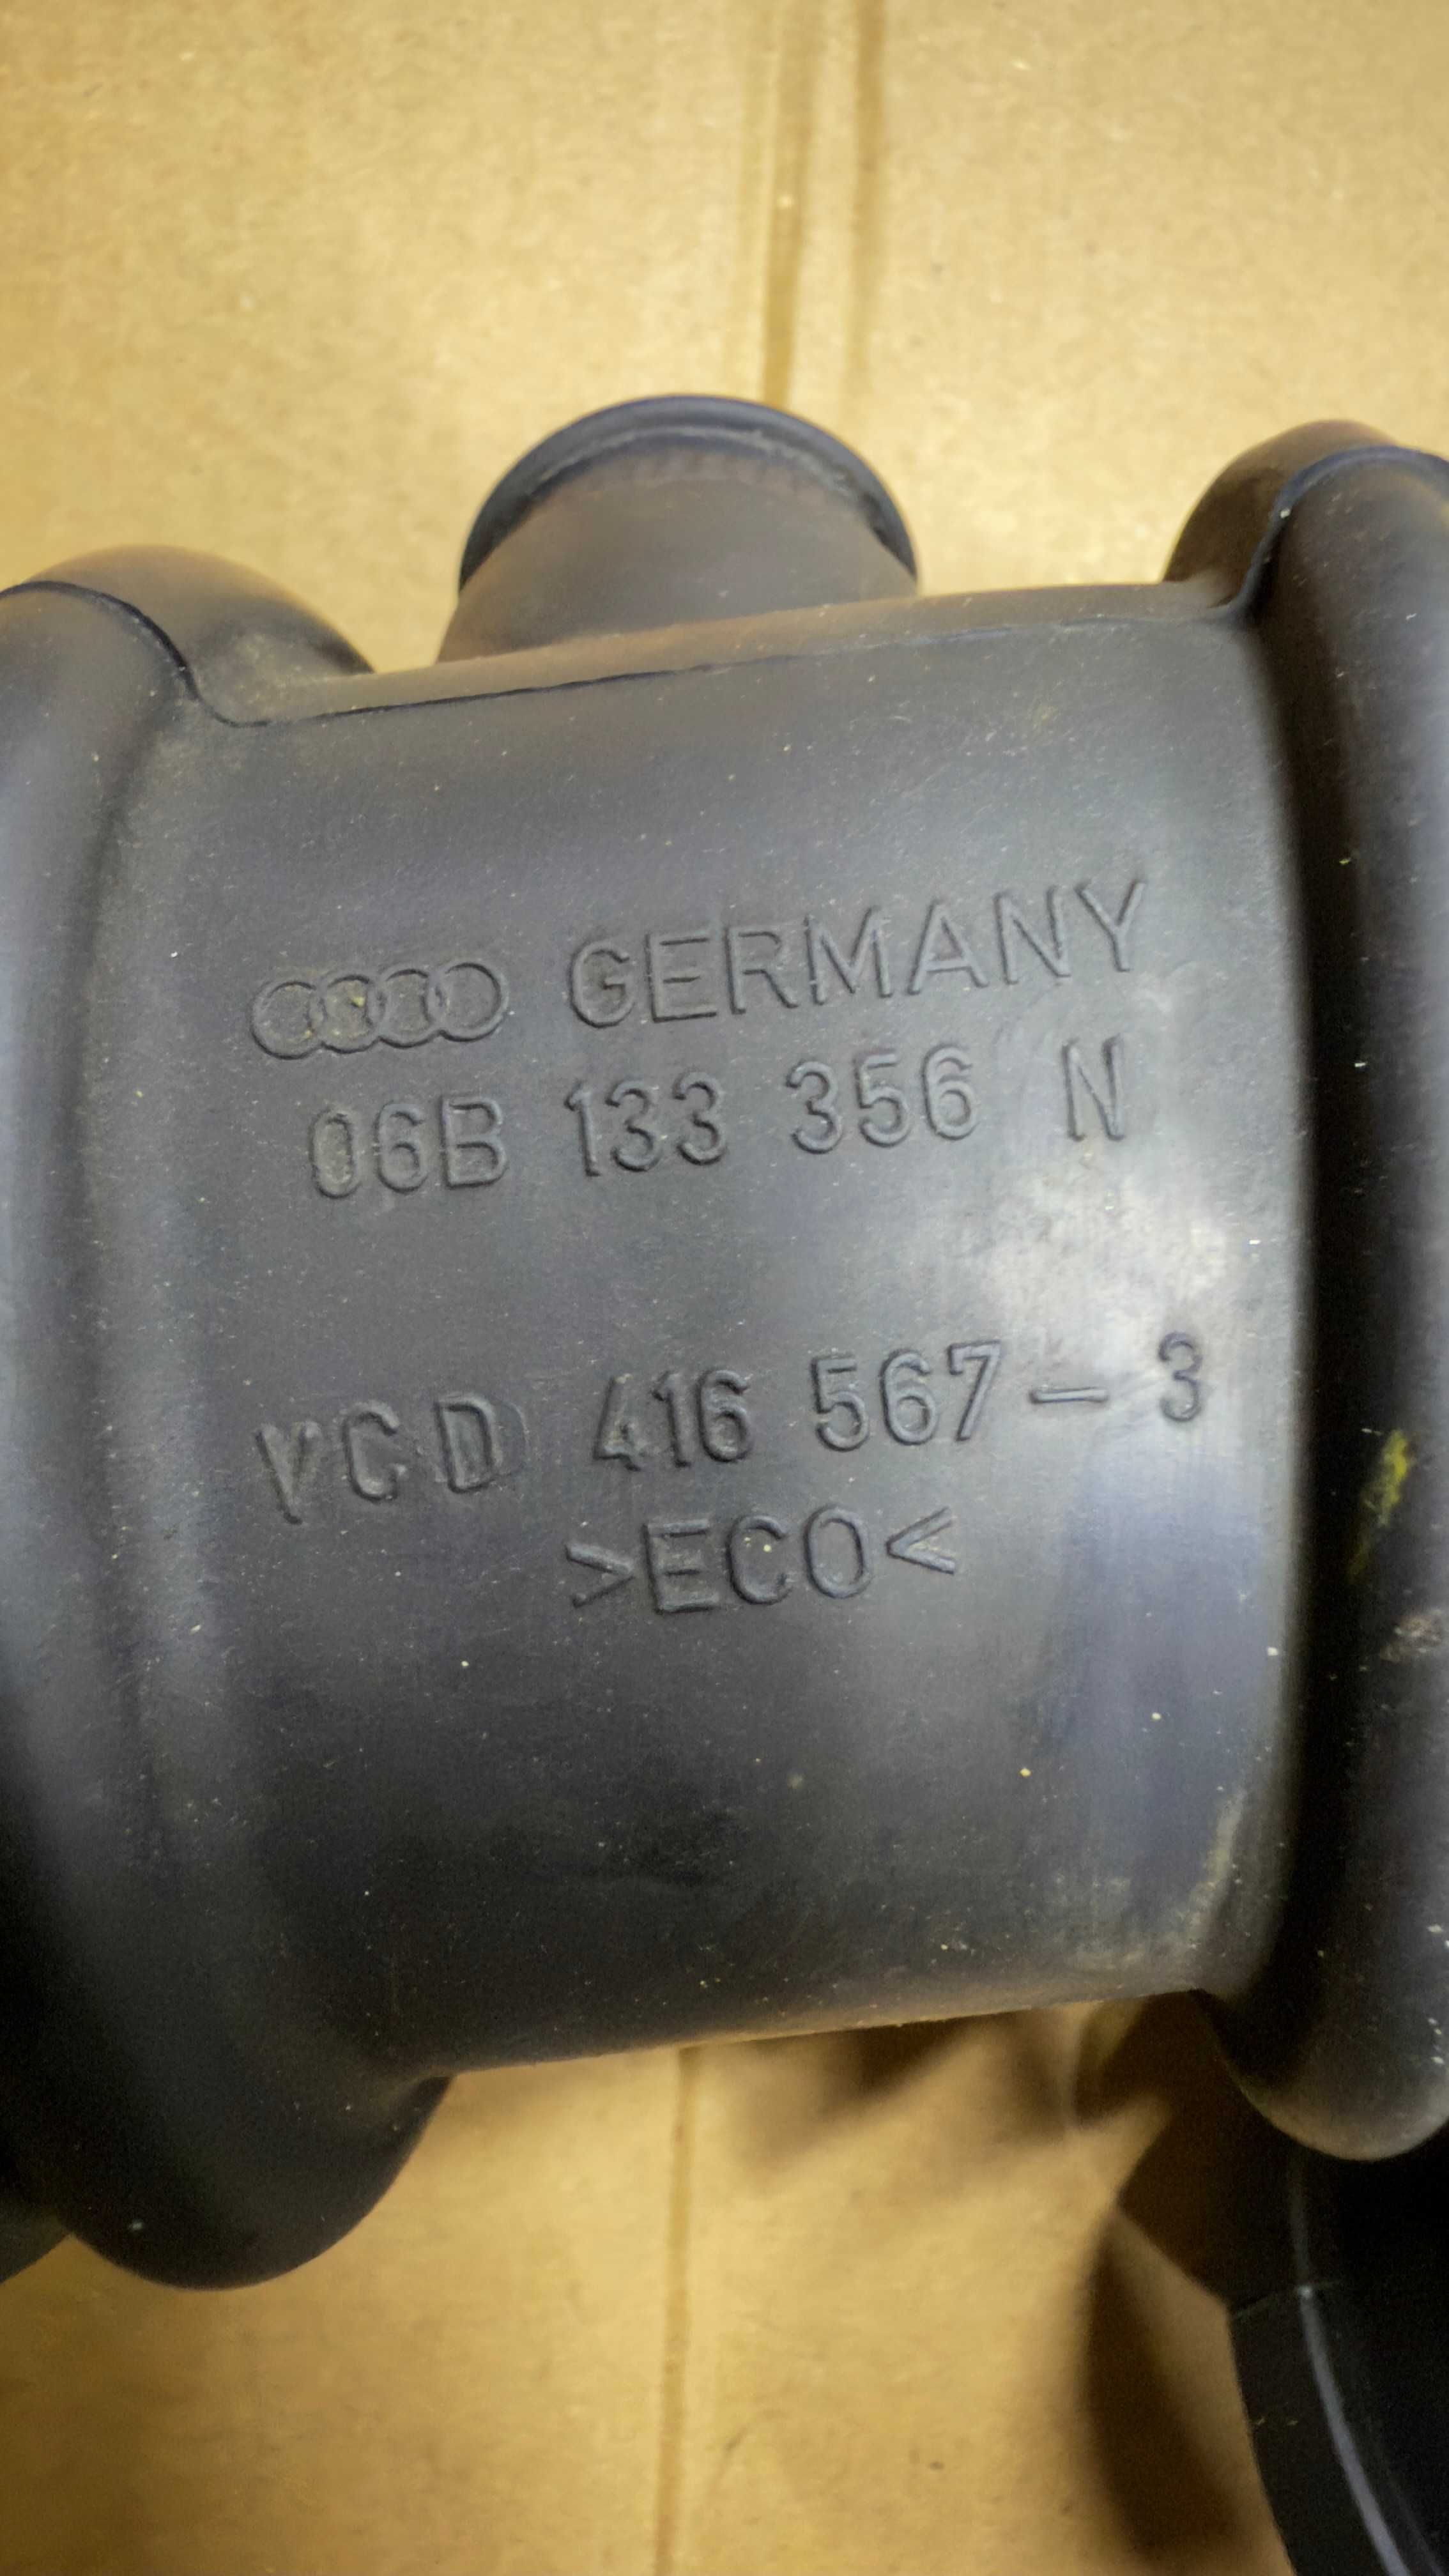 GERMANY
06B 133 356 N
VCD 416 567-3
>ECO<